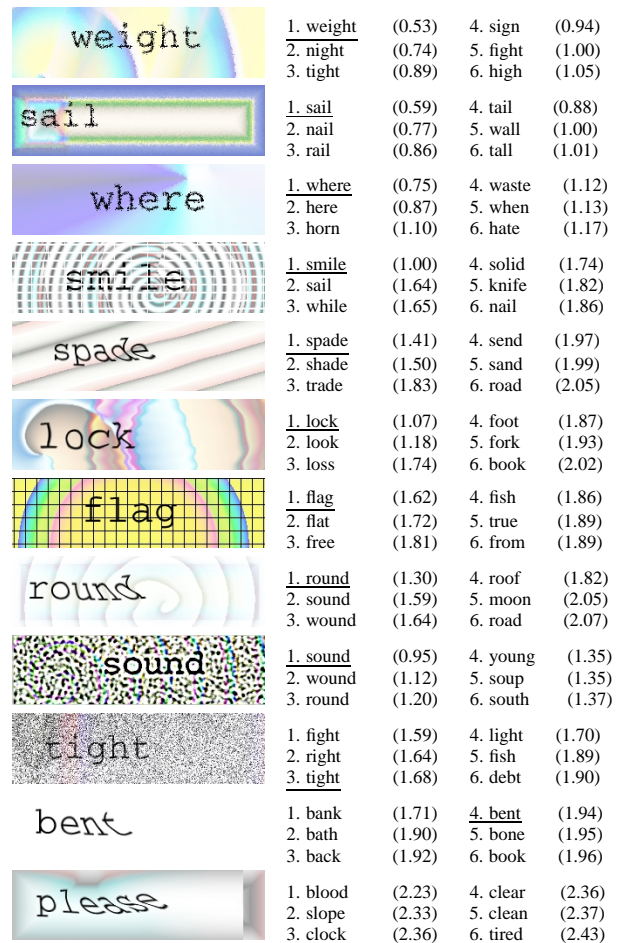 weight 1. weight (0.53) 4. sign (0.94)
2. night (0.74) 5. fight (1.00)
3. tight (0.89) 6. high (1.05)
sail 1. sail (0.59) 4. tail (0.88)
2. nail (0.77) 5. wall (1.00)
3. rail (0.86) 6. tall (1.01)
where 1. where (0.75) 4. waste (1.12)
2. here (0.87) 5. when (1.13)
3. horn (1.10) 6. hate (1.17)
smile 1. smile (1.00) 4. solid (1.74)
2. sail (1.64) 5. knife (1.82)
3. while (1.65) 6. nail (1.86)
spade 1. spade (1.41) 4. send (1.97)
2. shade (1.50) 5. sand (1.99)
3. trade (1.83) 6. road (2.05)
lock 1. lock (1.07) 4. foot (1.87)
2. look (1.18) 5. fork (1.93)
3. loss (1.74) 6. book (2.02)
flag 1. flag (1.62) 4. fish (1.86)
2. flat (1.72) 5. true (1.89)
3. free (1.81) 6. from (1.89)
round 1. round (1.30) 4. roof (1.82)
2. sound (1.59) 5. moon (2.05)
3. wound (1.64) 6. road (2.07)
sound 1. sound (0.95) 4. young (1.35)
2. wound (1.12) 5. soup (1.35)
3. round (1.20) 6. south (1.37)
tight 1. fight (1.59) 4. light (1.70)
2. right (1.64) 5. fish (1.89)
3. tight (1.68) 6. debt (1.90)
bent 1. bank (1.71) 4. bent (1.94)
2. bath (1.90) 5. bone (1.95)
3. back (1.92) 6. book (1.96)
please 1. blood (2.23) 4. clear (2.36)
2. slope (2.33) 5. clean (2.37)
3. clock (2.36) 6. tired (2.43)